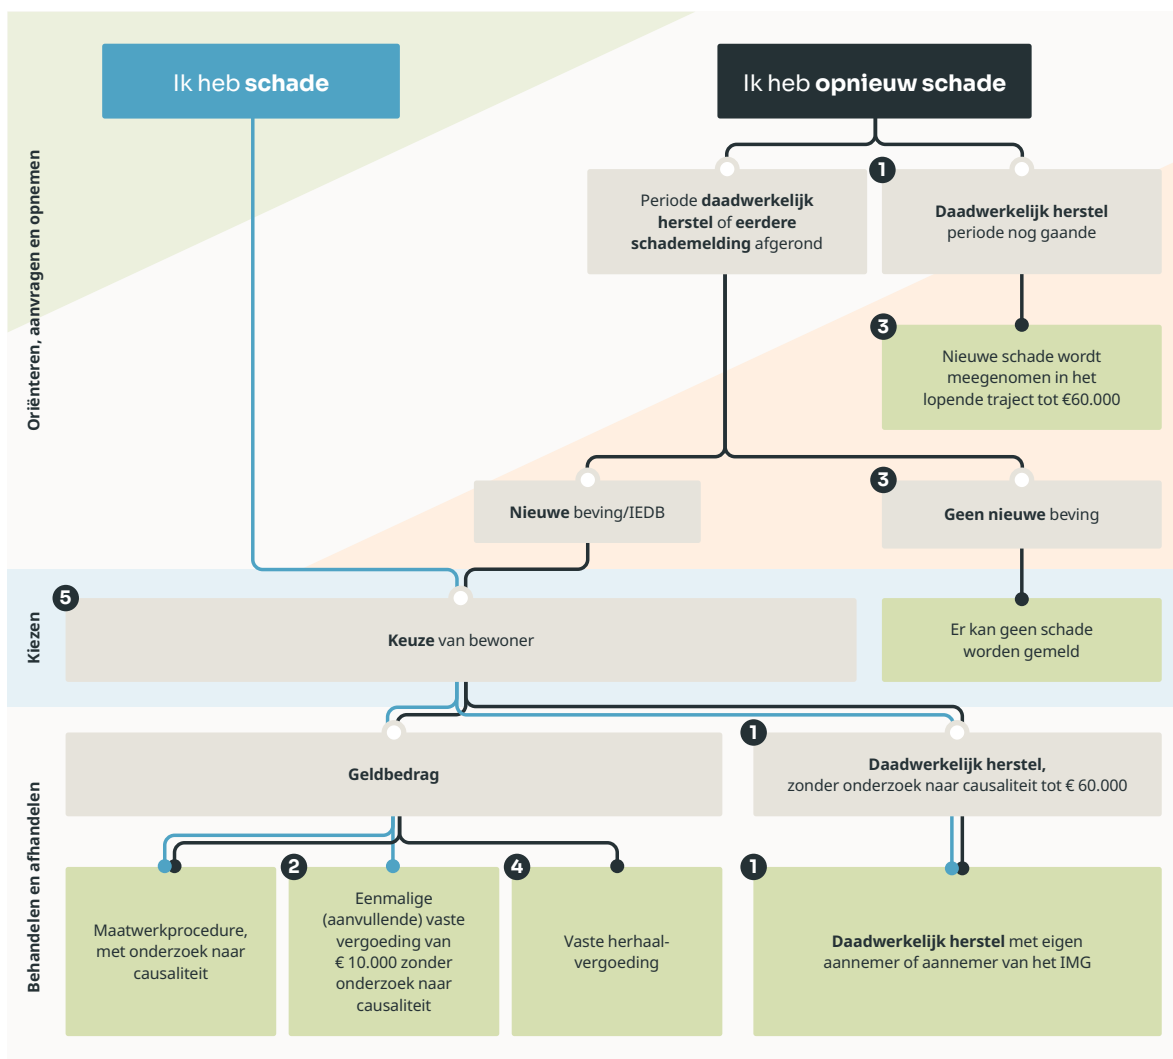 Ik heb schade
Ik heb opnieuw schade
Oriënteren, aanvragen en opnemen
Periode daadwerkelijk
herstel of eerdere
schademelding afgerond
1
Daadwerkelijk herstel
periode nog gaande
3
Nieuwe schade wordt
meegenomen in het
lopende traject tot €60.000
Nieuwe beving/IEDB
3
Geen nieuwe beving
Kiezen
5
Keuze van bewoner
Er kan geen schade
worden gemeld
Behandelen en afhandelen
Geldbedrag
1
Daadwerkelijk herstel,
zonder onderzoek naar causaliteit tot € 60.000
Maatwerkprocedure,
met onderzoek naar
causaliteit
2
Eenmalige
(aanvullende) vaste
vergoeding van
€ 10.000 zonder
onderzoek naar
causaliteit
4
Vaste herhaal-
vergoeding
1
Daadwerkelijk herstel met eigen
aannemer of aannemer van het IMG